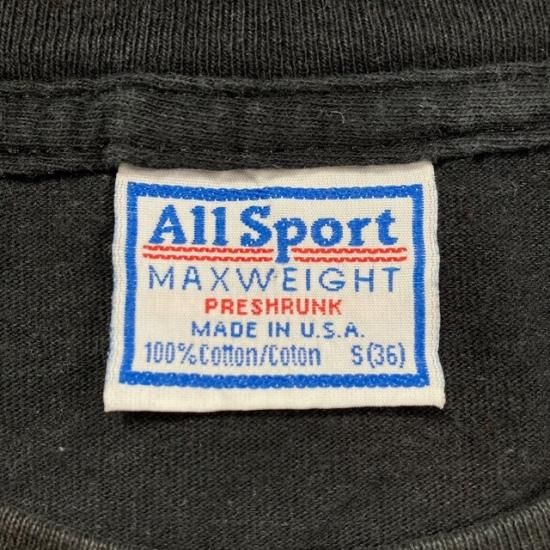 All Sport
MAXWEIGHT
PRESHRUNK
MADE IN U.S.A.
100% Cotton/Coton S (36)